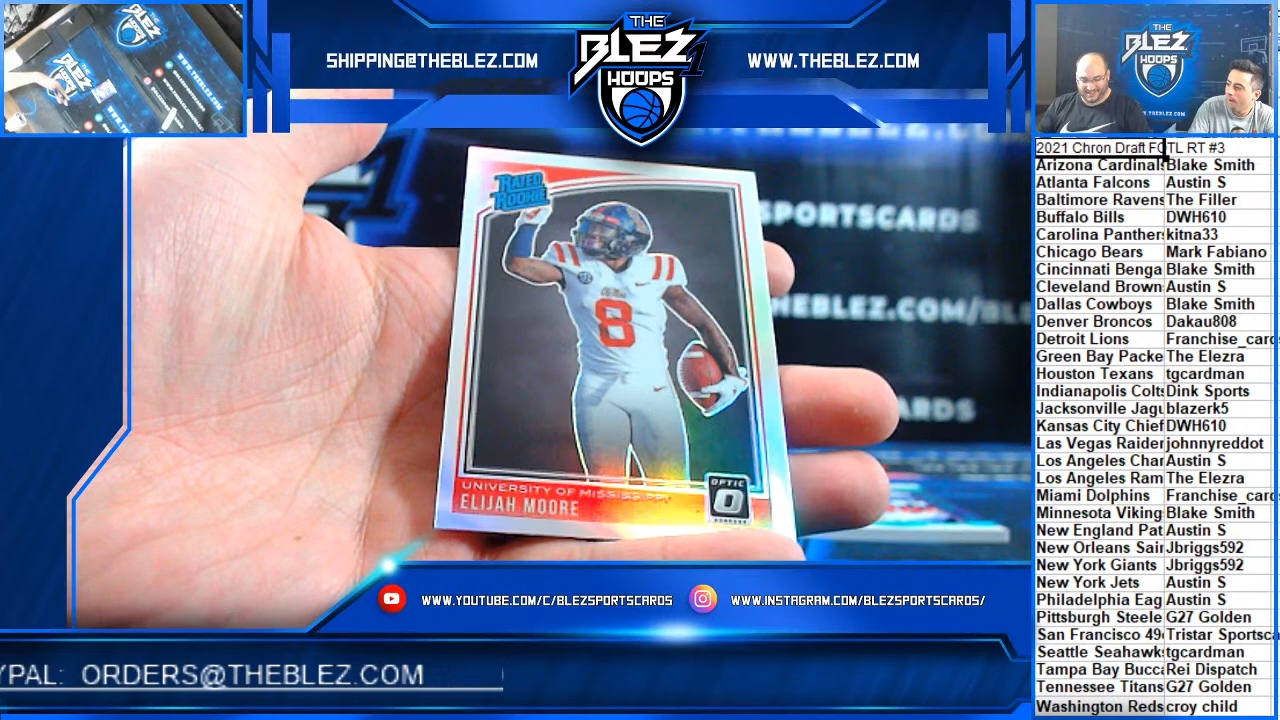 SHIPPING@THEBLEZ.COM
THE
BLEZ
HOOPS
WWW.THEBLEZ.COM
RATED
ROOKIE
8
UNIVERSITY OF MISSISSIPPI
ELIJAH MOORE
OPTIC
DONRUSS
SPORTSCARDS
HEBLEZ.COM/BLE
ARDS
WWW.YOUTUBE.COM/C/BLEZSPORTSCARDS
WWW.INSTAGRAM.COM/BLEZSPORTSCARDS/
YPAL: ORDERS@THEBLEZ.COM
THE
BLEZ
HOOPS
2021 Chron Draft FOTL RT #3
Arizona Cardinal Blake Smith
Atlanta Falcons Austin S
Baltimore Ravens The Filler
Buffalo Bills DWH610
Carolina Panther kitna33
Chicago Bears Mark Fabiano
Cincinnati Benga Blake Smith
Cleveland Brown Austin S
Dallas Cowboys Blake Smith
Denver Broncos Dakau808
Detroit Lions Franchise_card
Green Bay Packe The Elezra
Houston Texans tgcardman
Indianapolis Colts Dink Sports
Jacksonville Jagu blazerk5
Kansas City Chief DWH610
Las Vegas Raider johnnyreddot
Los Angeles Char Austin S
Los Angeles Ram The Elezra
Miami Dolphins Franchise_card
Minnesota Viking Blake Smith
New England Pat Austin S
New Orleans Sair Jbriggs592
New York Giants Jbriggs592
New York Jets Austin S
Philadelphia Eag Austin S
Pittsburgh Steele G27 Golden
San Francisco 49 Tristar Sportsca
Seattle Seahawk tgcardman
Tampa Bay Bucca Rei Dispatch
Tennessee Titans G27 Golden
Washington Reds croy child